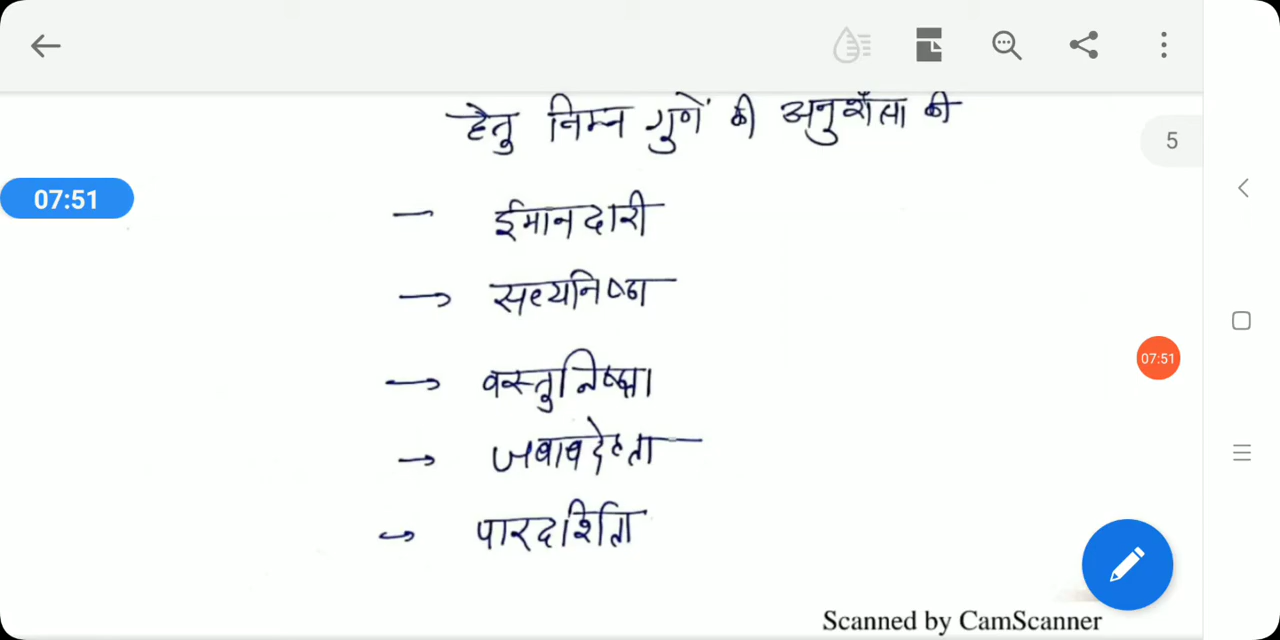 हेतु निम्न गुणों की अनुशंसा की
5
07:51
— ईमानदारी
→ सत्यनिष्ठा
07:51
→ वस्तुनिष्ठा
→ जवाबदेहता
→ पारदर्शिता
Scanned by CamScanner